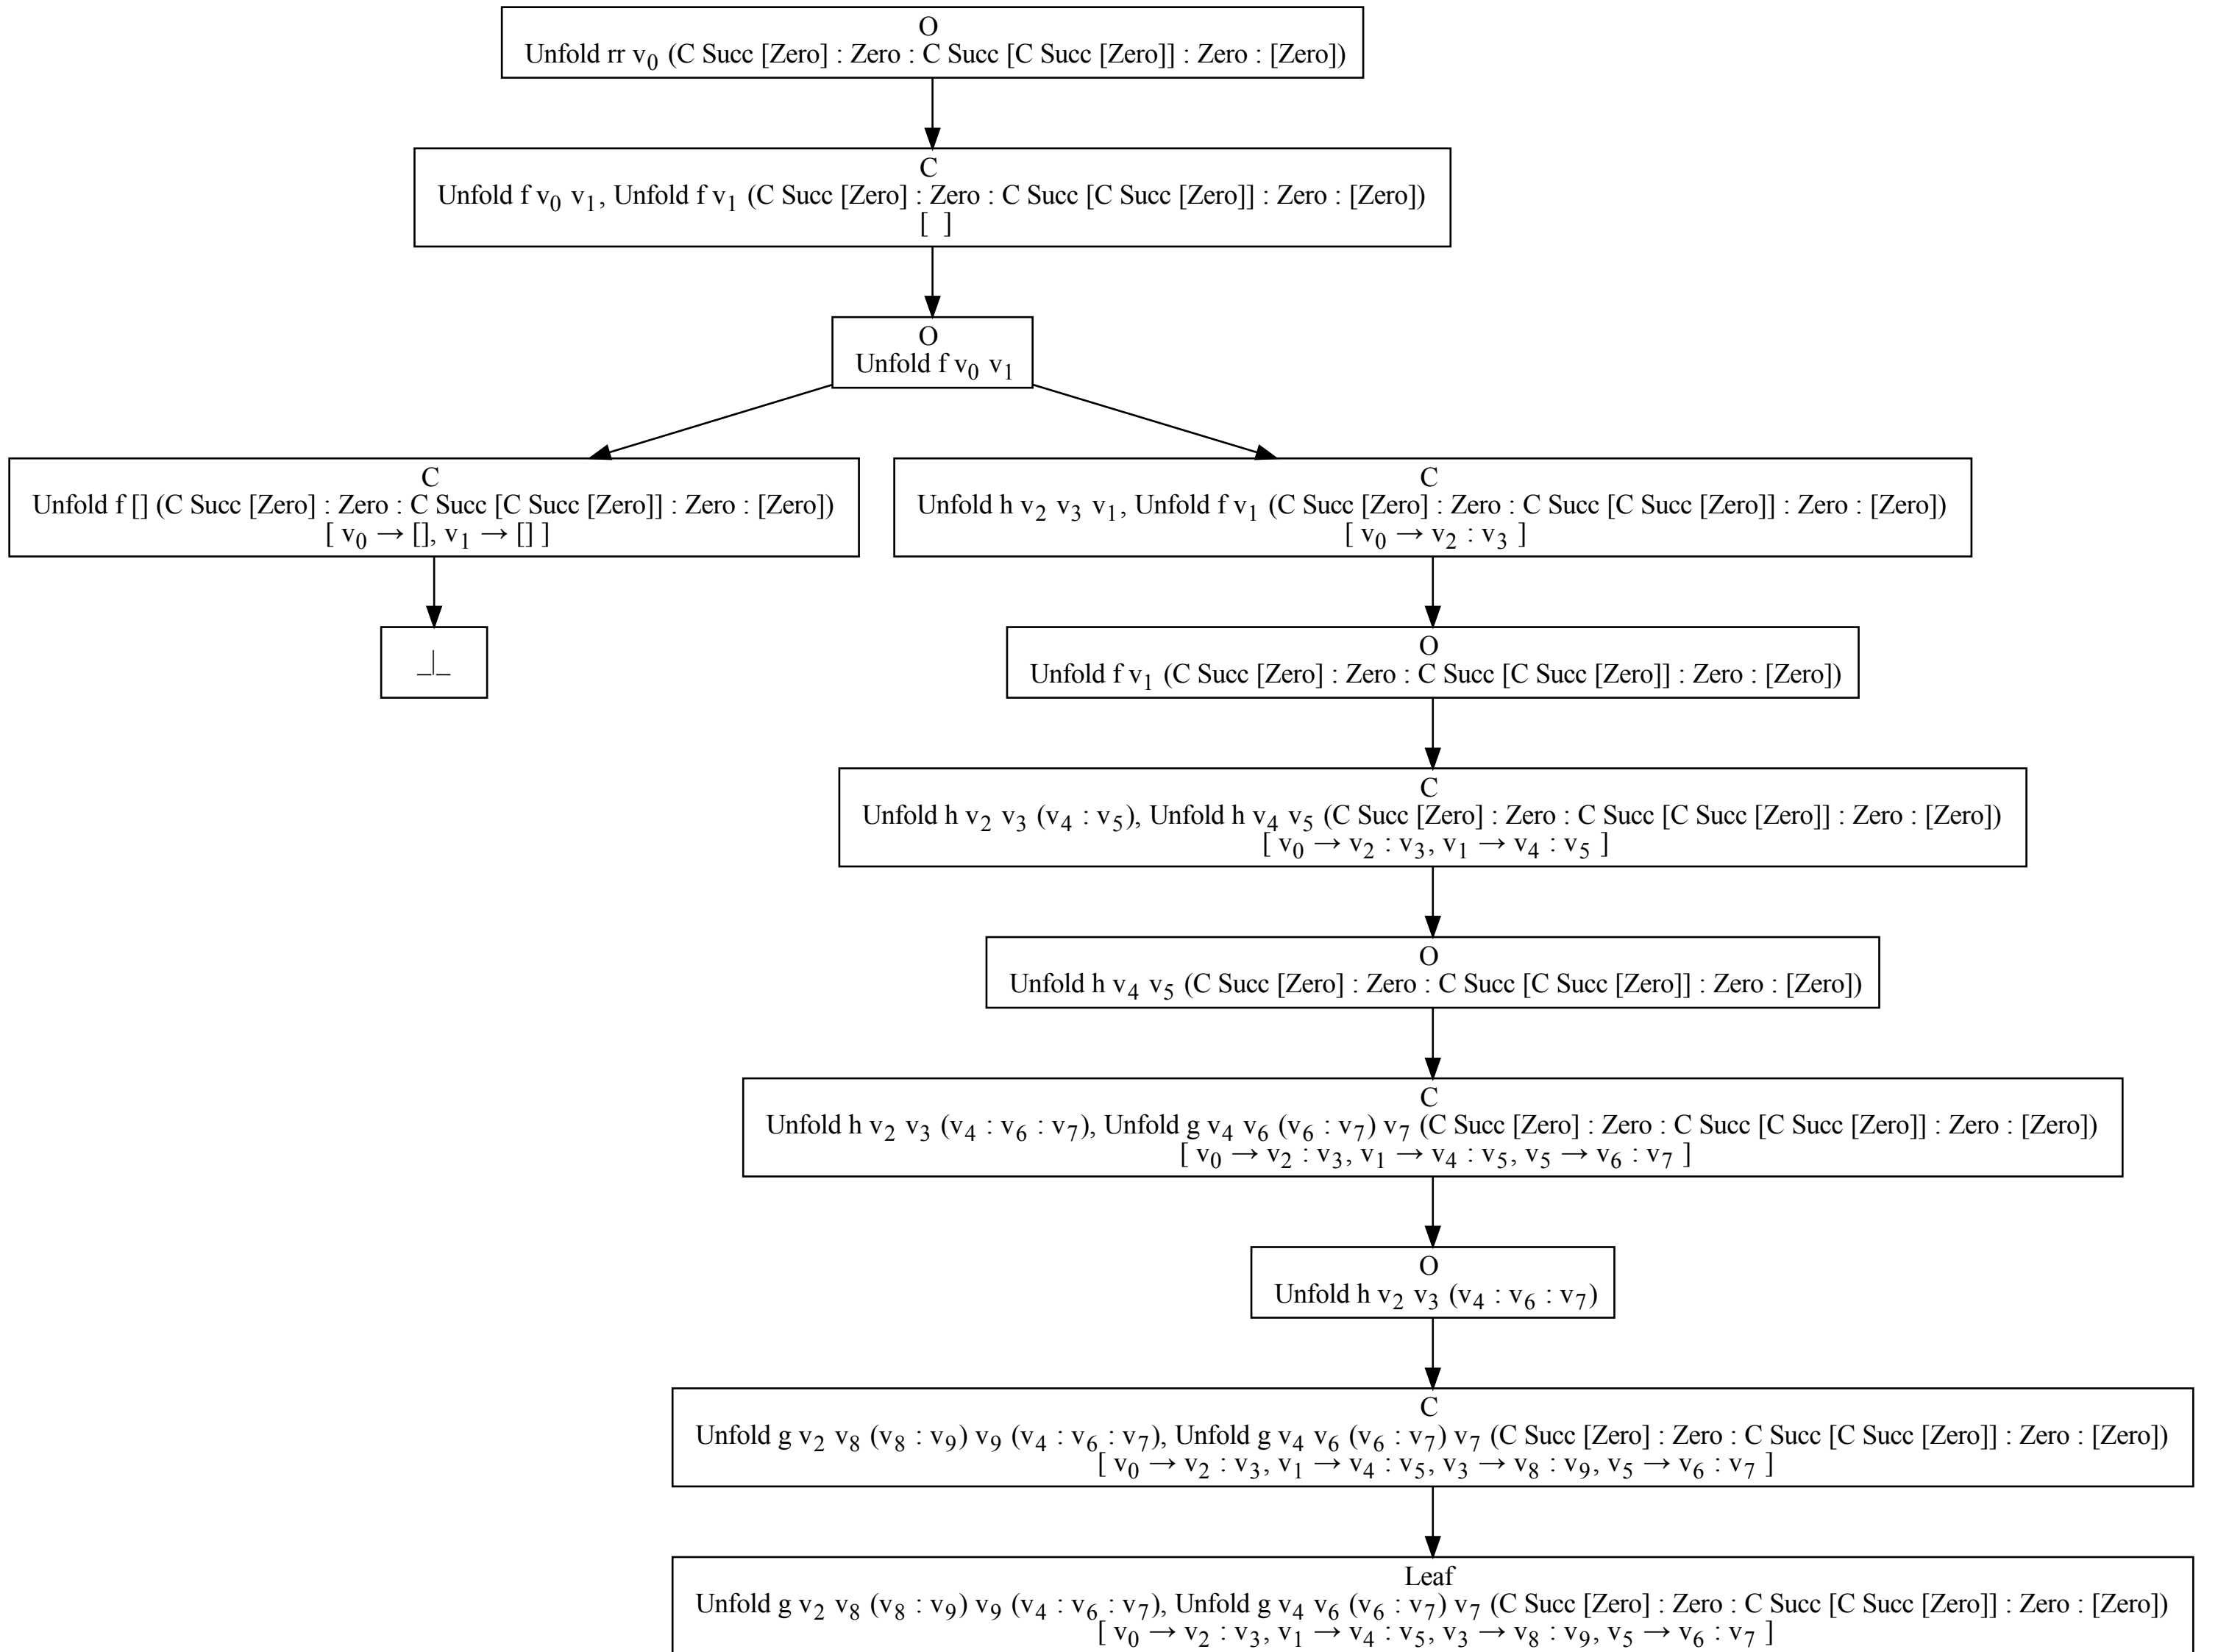 O
Unfold rr v₀ (C Succ [Zero] : Zero : C Succ [C Succ [Zero]] : Zero : [Zero])
C
Unfold f v₀ v₁, Unfold f v₁ (C Succ [Zero] : Zero : C Succ [C Succ [Zero]] : Zero : [Zero])
[ ]
O
Unfold f v₀ v₁
C
Unfold f [] (C Succ [Zero] : Zero : C Succ [C Succ [Zero]] : Zero : [Zero])
[ v₀ → [], v₁ → [] ]
C
Unfold h v₂ v₃ v₁, Unfold f v₁ (C Succ [Zero] : Zero : C Succ [C Succ [Zero]] : Zero : [Zero])
[ v₀ → v₂ : v₃ ]
_|_
O
Unfold f v₁ (C Succ [Zero] : Zero : C Succ [C Succ [Zero]] : Zero : [Zero])
C
Unfold h v₂ v₃ (v₄ : v₅), Unfold h v₄ v₅ (C Succ [Zero] : Zero : C Succ [C Succ [Zero]] : Zero : [Zero])
[ v₀ → v₂ : v₃, v₁ → v₄ : v₅ ]
O
Unfold h v₄ v₅ (C Succ [Zero] : Zero : C Succ [C Succ [Zero]] : Zero : [Zero])
C
Unfold h v₂ v₃ (v₄ : v₆ : v₇), Unfold g v₄ v₆ (v₆ : v₇) v₇ (C Succ [Zero] : Zero : C Succ [C Succ [Zero]] : Zero : [Zero])
[ v₀ → v₂ : v₃, v₁ → v₄ : v₅, v₅ → v₆ : v₇ ]
O
Unfold h v₂ v₃ (v₄ : v₆ : v₇)
C
Unfold g v₂ v₈ (v₈ : v₉) v₉ (v₄ : v₆ : v₇), Unfold g v₄ v₆ (v₆ : v₇) v₇ (C Succ [Zero] : Zero : C Succ [C Succ [Zero]] : Zero : [Zero])
[ v₀ → v₂ : v₃, v₁ → v₄ : v₅, v₃ → v₈ : v₉, v₅ → v₆ : v₇ ]
Leaf
Unfold g v₂ v₈ (v₈ : v₉) v₉ (v₄ : v₆ : v₇), Unfold g v₄ v₆ (v₆ : v₇) v₇ (C Succ [Zero] : Zero : C Succ [C Succ [Zero]] : Zero : [Zero])
[ v₀ → v₂ : v₃, v₁ → v₄ : v₅, v₃ → v₈ : v₉, v₅ → v₆ : v₇ ]